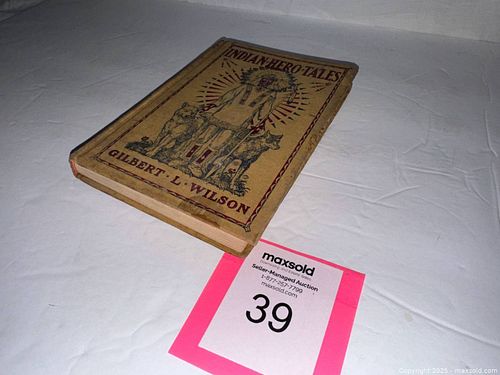 INDIAN·HERO·TALES
GILBERT·L·WILSON
maxsold
Seller-Managed Auction
1-877-257-7799
maxsold.com
39
Copyright 2025 - maxsold.com